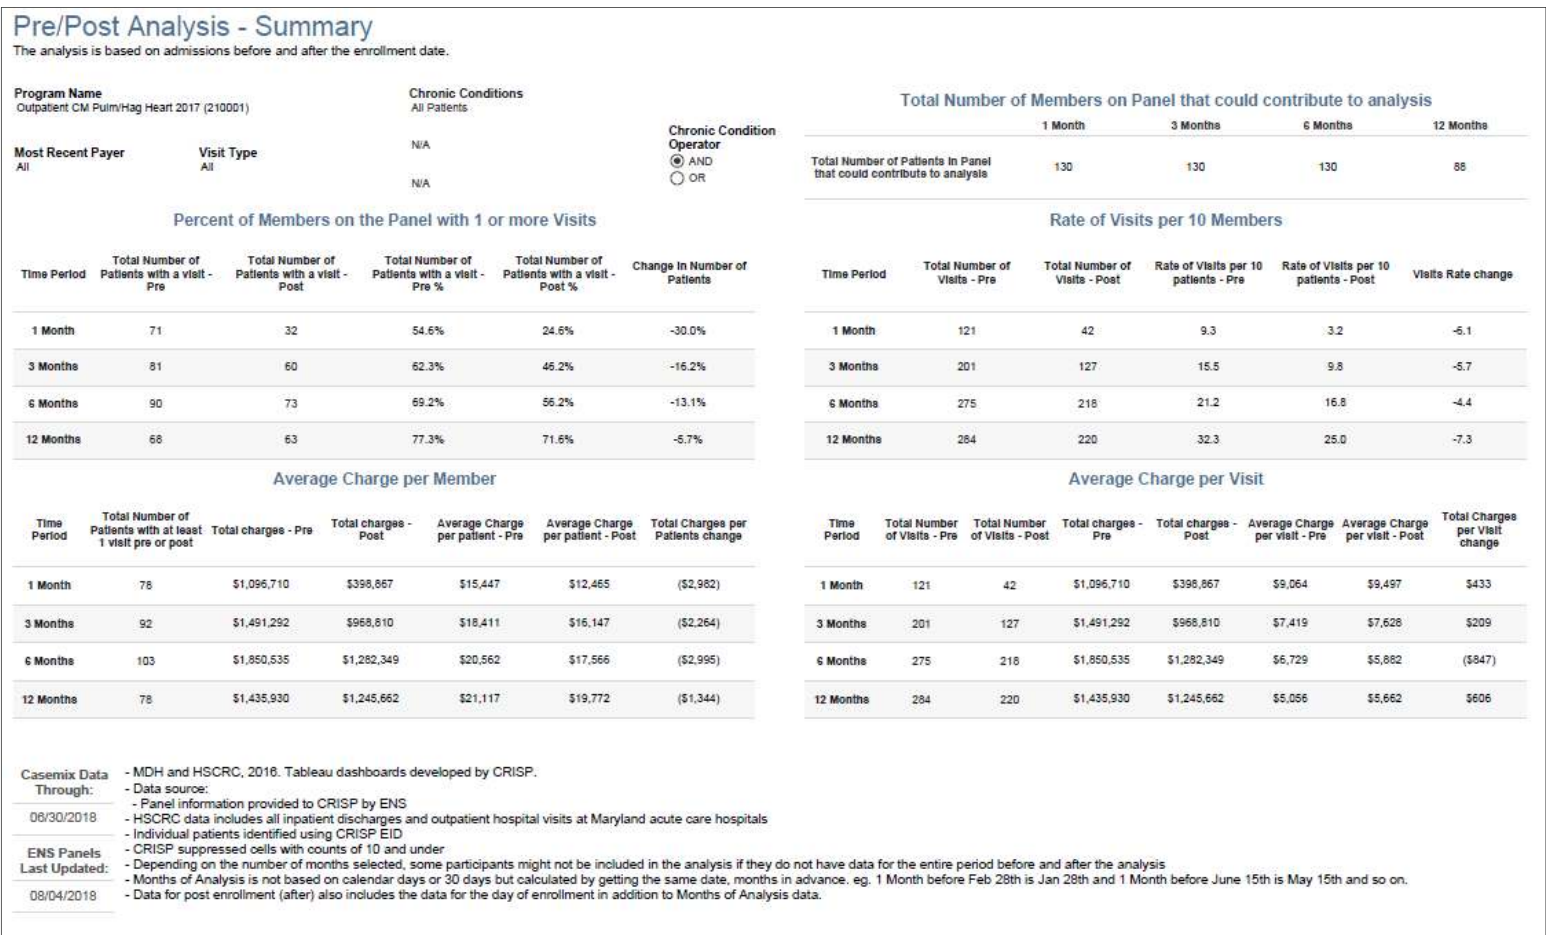 Pre/Post Analysis - Summary
The analysis is based on admissions before and after the enrollment date.
Program Name
Outpatient CM Pulm/Hag Heart 2017 (210001)
Chronic Conditions
All Patients
N/A
N/A
Most Recent Payer
All
Visit Type
All
Chronic Condition
Operator
AND
OR
Total Number of Members on Panel that could contribute to analysis
1 Month 3 Months 6 Months 12 Months
Total Number of Patients in Panel
that could contribute to analysis
130 130 130 88
Percent of Members on the Panel with 1 or more Visits
Time Period Total Number of Patients with a visit - Pre Total Number of Patients with a visit - Post Total Number of Patients with a visit - Pre % Total Number of Patients with a visit - Post % Change in Number of Patients
1 Month 71 32 54.6% 24.6% -30.0%
3 Months 81 60 62.3% 46.2% -16.2%
6 Months 90 73 69.2% 56.2% -13.1%
12 Months 68 63 77.3% 71.6% -5.7%
Rate of Visits per 10 Members
Time Period Total Number of Visits - Pre Total Number of Visits - Post Rate of Visits per 10 patients - Pre Rate of Visits per 10 patients - Post Visits Rate change
1 Month 121 42 9.3 3.2 -6.1
3 Months 201 127 15.5 9.8 -5.7
6 Months 275 218 21.2 16.8 -4.4
12 Months 284 220 32.3 25.0 -7.3
Average Charge per Member
Time Period Total Number of Patients with at least 1 visit pre or post Total charges - Pre Total charges - Post Average Charge per patient - Pre Average Charge per patient - Post Total Charges per Patients change
1 Month 78 $1,096,710 $398,867 $15,447 $12,465 ($2,982)
3 Months 92 $1,491,292 $968,810 $18,411 $16,147 ($2,264)
6 Months 103 $1,850,535 $1,282,349 $20,562 $17,566 ($2,995)
12 Months 78 $1,435,930 $1,245,662 $21,117 $19,772 ($1,344)
Average Charge per Visit
Time Period Total Number of Visits - Pre Total Number of Visits - Post Total charges - Pre Total charges - Post Average Charge per visit - Pre Average Charge per visit - Post Total Charges per Visit change
1 Month 121 42 $1,096,710 $398,867 $9,064 $9,497 $433
3 Months 201 127 $1,491,292 $968,810 $7,419 $7,628 $209
6 Months 275 218 $1,850,535 $1,282,349 $6,729 $5,882 ($847)
12 Months 284 220 $1,435,930 $1,245,662 $5,056 $5,662 $606
Casemix Data
Through:
06/30/2018
ENS Panels
Last Updated:
08/04/2018
- MDH and HSCRC, 2016. Tableau dashboards developed by CRISP.
- Data source:
- Panel information provided to CRISP by ENS
- HSCRC data includes all inpatient discharges and outpatient hospital visits at Maryland acute care hospitals
- Individual patients identified using CRISP EID
- CRISP suppressed cells with counts of 10 and under
- Depending on the number of months selected, some participants might not be included in the analysis if they do not have data for the entire period before and after the analysis
- Months of Analysis is not based on calendar days or 30 days but calculated by getting the same date, months in advance. eg. 1 Month before Feb 28th is Jan 28th and 1 Month before June 15th is May 15th and so on.
- Data for post enrollment (after) also includes the data for the day of enrollment in addition to Months of Analysis data.